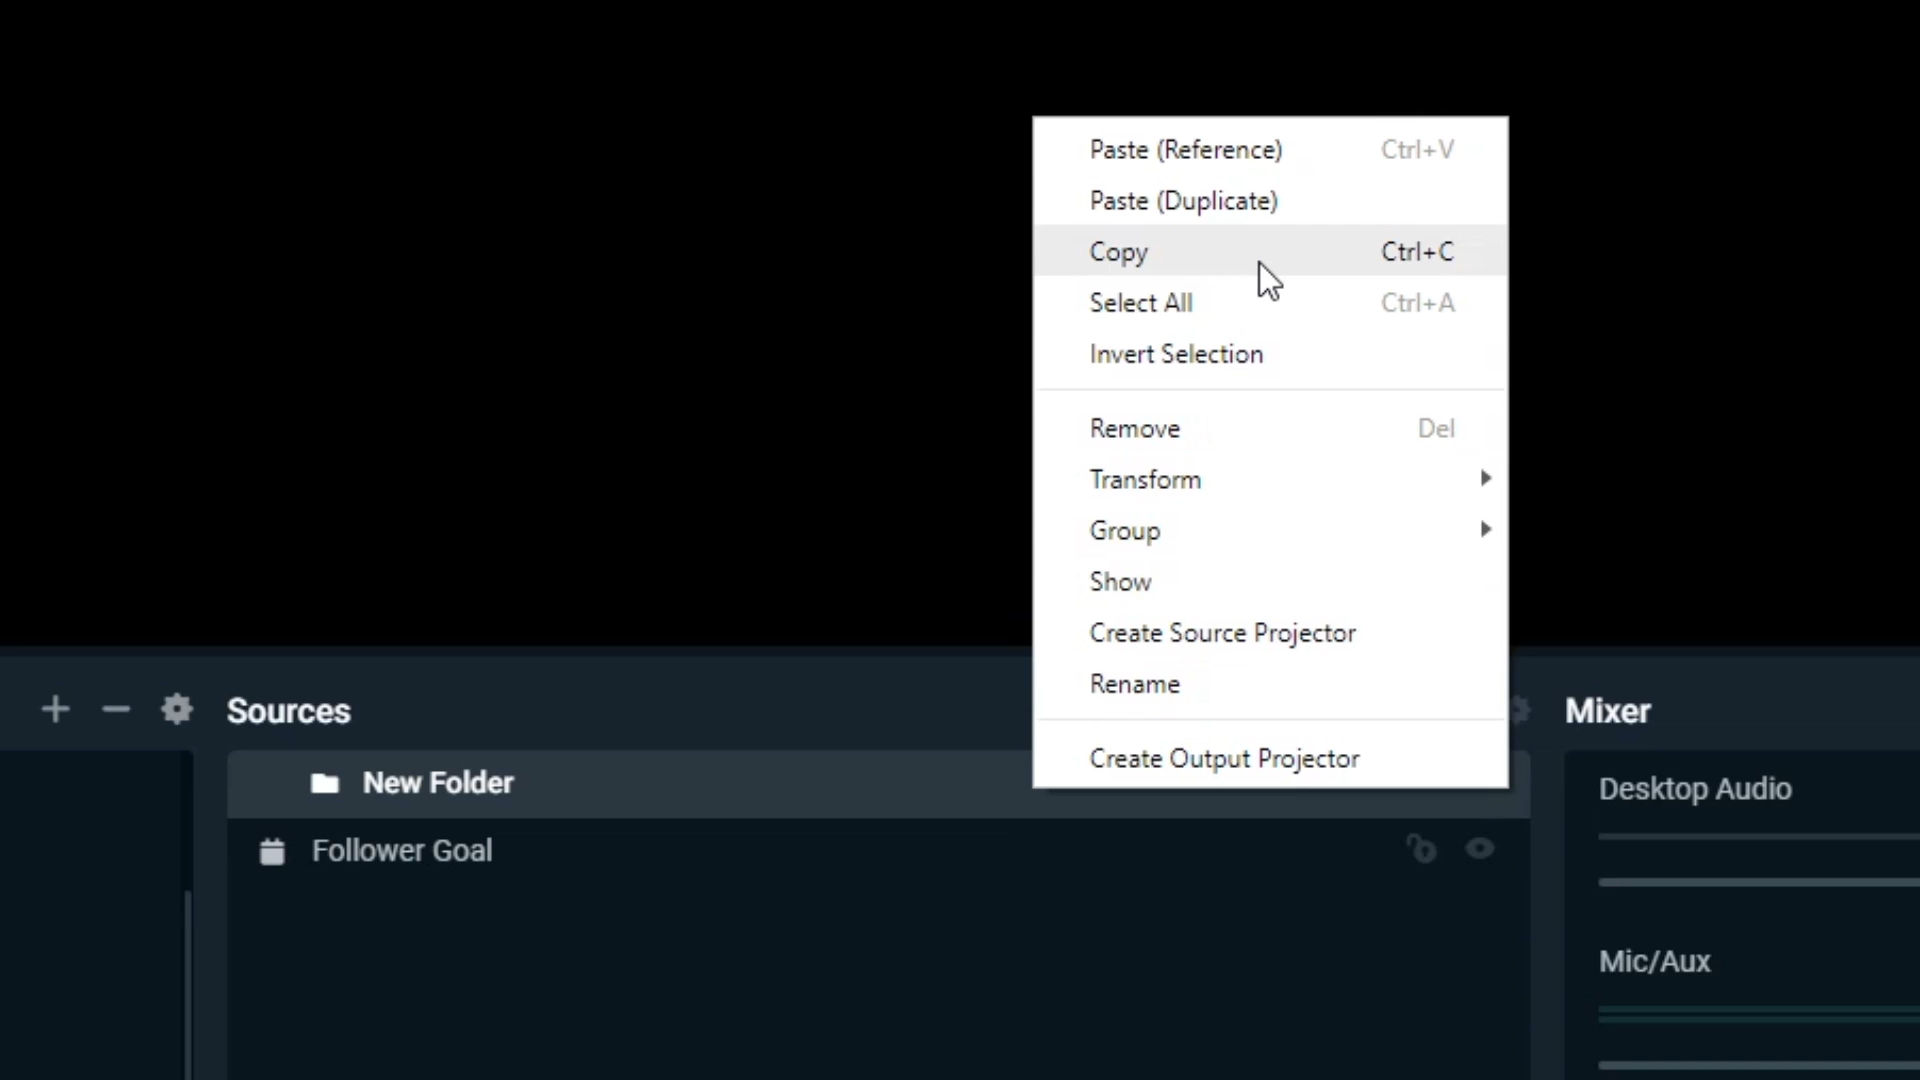 Paste (Reference) Ctrl+V
Paste (Duplicate)
Copy Ctrl+C
Select All Ctrl+A
Invert Selection
Remove Del
Transform
Group
Show
Create Source Projector
Rename
Create Output Projector
Sources
New Folder
Follower Goal
Mixer
Desktop Audio
Mic/Aux